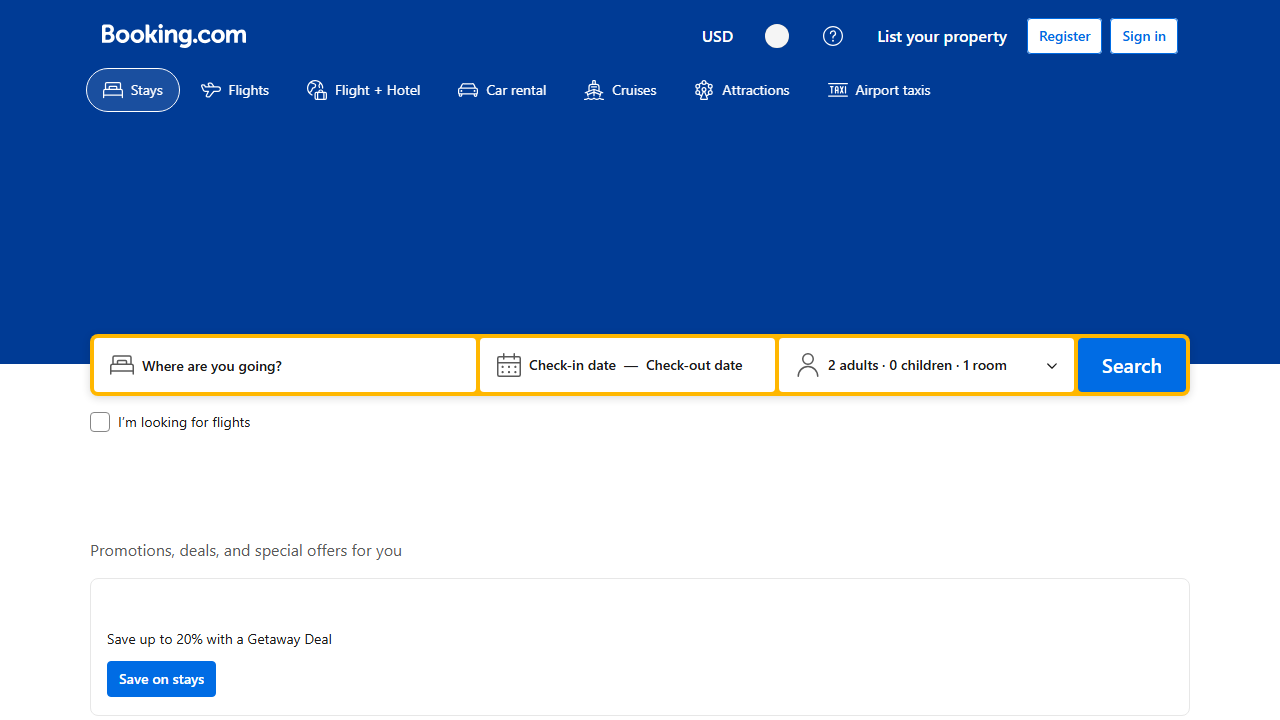 Booking.com
USD
List your property
Register
Sign in
Stays
Flights
Flight + Hotel
Car rental
Cruises
Attractions
TAXI
Airport taxis
Where are you going?
Check-in date — Check-out date
2 adults · 0 children · 1 room
Search
I'm looking for flights
Promotions, deals, and special offers for you
Save up to 20% with a Getaway Deal
Save on stays